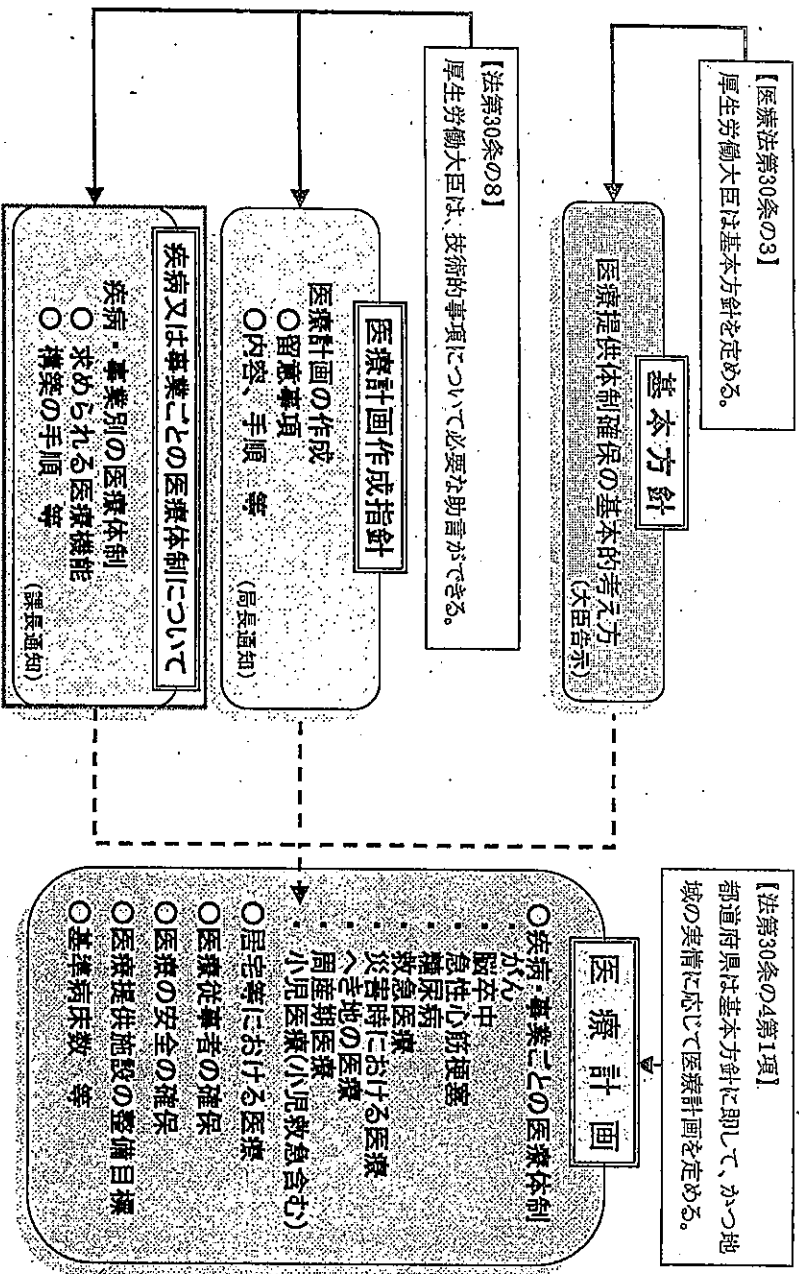 【医療法第30条の3】
厚生労働大臣は基本方針を定める。
基本方針
医療提供体制確保の基本的考え方
(大臣告示)
【法第30条の8】
厚生労働大臣は、技術的事項について必要な助言ができる。
医療計画作成指針
医療計画の作成
○留意事項
○内容、手順 等
(局長通知)
疾病又は事業ごとの医療体制について
疾病・事業別の医療体制
○ 求められる医療機能
○ 構築の手順 等
(課長通知)
【法第30条の4第1項】
都道府県は基本方針に即して、かつ地
域の実情に応じて医療計画を定める。
医療計画
○疾病・事業ごとの医療体制
・ がん
・ 脳卒中
・ 急性心筋梗塞
・ 糖尿病
・ 救急医療
・ 災害時における医療
・ へき地の医療
・ 周産期医療
・ 小児医療(小児救急含む)
○居宅等における医療
○医療従事者の確保
○医療の安全の確保
○医療提供施設の整備目標
○基準病床数 等